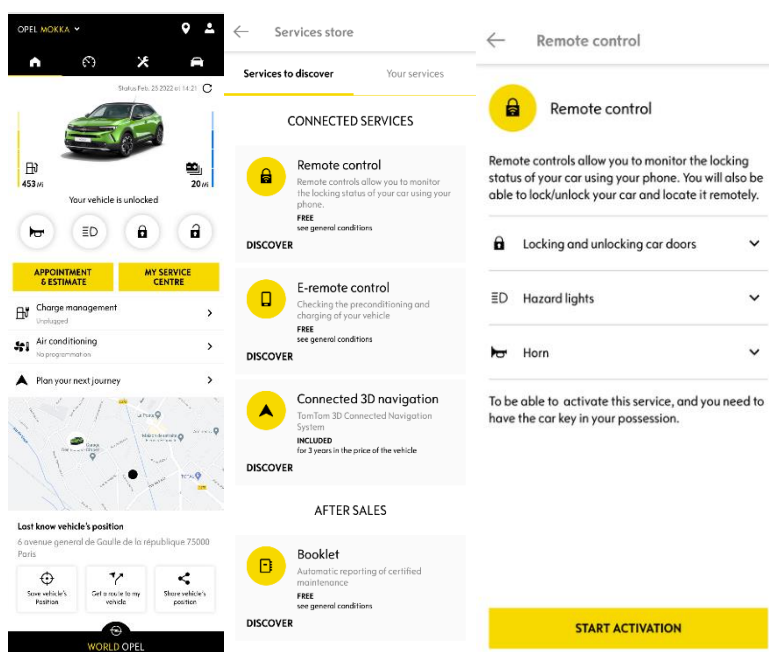 OPEL MOKKA
Status Feb. 25 2022 at 14:21
453 Mi
20 Mi
Your vehicle is unlocked
APPOINTMENT
& ESTIMATE
MY SERVICE
CENTRE
Charge management
Unplugged
Air conditioning
No programmation
Plan your next journey
Last know vehicle's position
6 avenue general de Gaulle de la république 75000
Paris
Save vehicle's
Position
Get a route to my
vehicle
Share vehicle's
position
WORLD OPEL
Services store
Services to discover
Your services
CONNECTED SERVICES
Remote control
Remote controls allow you to monitor
the locking status of your car using your
phone.
FREE
see general conditions
DISCOVER
E-remote control
Checking the preconditioning and
charging of your vehicle
FREE
see general conditions
DISCOVER
Connected 3D navigation
TomTom 3D Connected Navigation
System
INCLUDED
for 3 years in the price of the vehicle
DISCOVER
AFTER SALES
Booklet
Automatic reporting of certified
maintenance
FREE
see general conditions
DISCOVER
Remote control
Remote control
Remote controls allow you to monitor the locking
status of your car using your phone. You will also be
able to lock/unlock your car and locate it remotely.
Locking and unlocking car doors
Hazard lights
Horn
To be able to activate this service, and you need to
have the car key in your possession.
START ACTIVATION